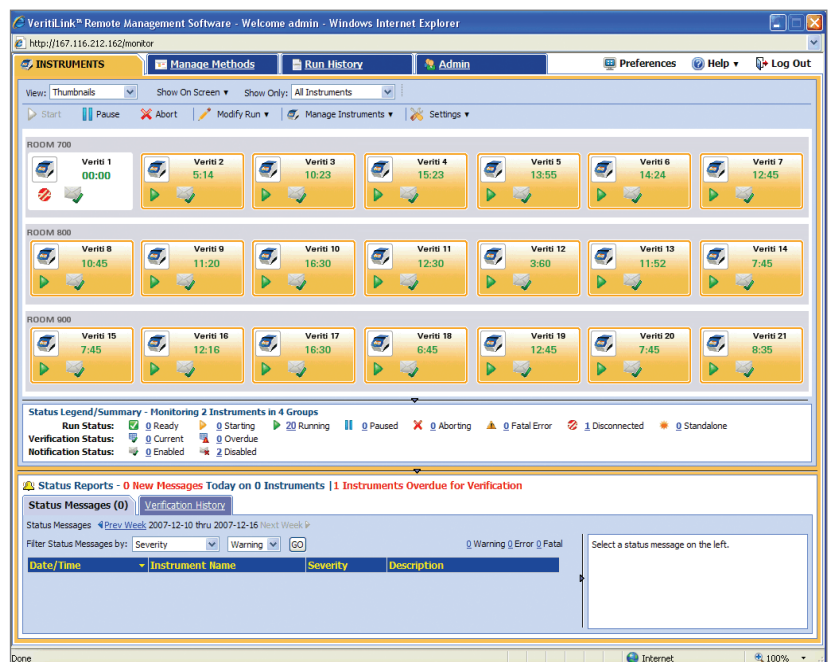 VeritiLink™ Remote Management Software - Welcome admin - Windows Internet Explorer
http://167.116.212.162/monitor
INSTRUMENTS Manage Methods Run History Admin Preferences Help ▾ Log Out
View: Thumbnails Show On Screen ▾ Show Only: All Instruments
Start Pause Abort Modify Run ▾ Manage Instruments ▾ Settings ▾
ROOM 700
Veriti 1 Veriti 2 Veriti 3 Veriti 4 Veriti 5 Veriti 6 Veriti 7
00:00 5:14 10:23 15:23 13:55 14:24 12:45
ROOM 800
Veriti 8 Veriti 9 Veriti 10 Veriti 11 Veriti 12 Veriti 13 Veriti 14
10:45 11:20 16:30 12:30 3:60 11:52 7:45
ROOM 900
Veriti 15 Veriti 16 Veriti 17 Veriti 18 Veriti 19 Veriti 20 Veriti 21
7:45 12:16 16:30 6:45 12:45 7:45 8:35
Status Legend/Summary - Monitoring 2 Instruments in 4 Groups
Run Status: 0 Ready 0 Starting 20 Running 0 Paused 0 Aborting 0 Fatal Error 1 Disconnected 0 Standalone
Verification Status: 0 Current 0 Overdue
Notification Status: 0 Enabled 2 Disabled
Status Reports - 0 New Messages Today on 0 Instruments | 1 Instruments Overdue for Verification
Status Messages (0) Verification History
Status Messages Prev Week 2007-12-10 thru 2007-12-16 Next Week
Filter Status Messages by: Severity Warning GO 0 Warning 0 Error 0 Fatal Select a status message on the left.
Date/Time Instrument Name Severity Description
Done Internet 100%